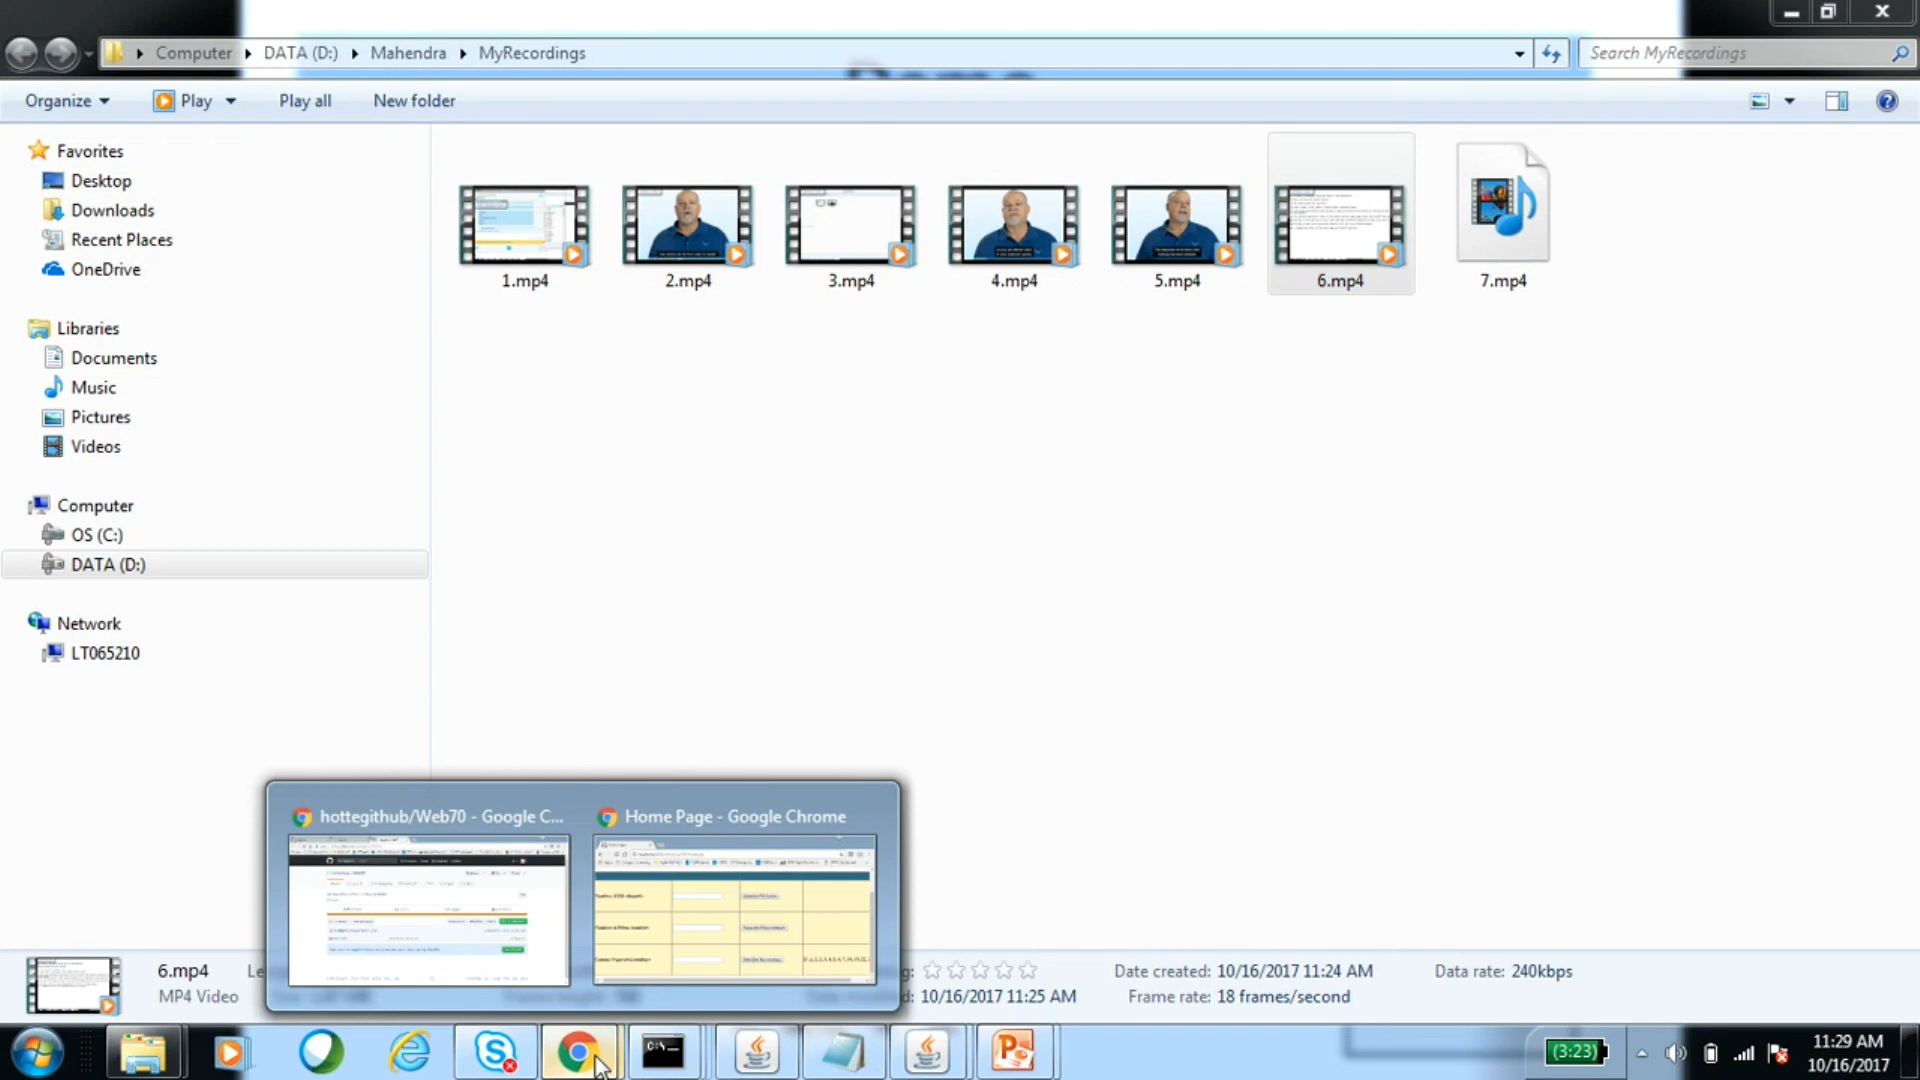 Computer DATA (D:) Mahendra MyRecordings Search MyRecordings
Organize Play Play all New folder
Favorites
Desktop
Downloads
Recent Places
OneDrive
Libraries
Documents
Music
Pictures
Videos
Computer
OS (C:)
DATA (D:)
Network
LT065210
1.mp4 2.mp4 3.mp4 4.mp4 5.mp4 6.mp4 7.mp4
hottegithub/Web70 - Google C... Home Page - Google Chrome
6.mp4
MP4 Video
Date created: 10/16/2017 11:24 AM Data rate: 240kbps
10/16/2017 11:25 AM Frame rate: 18 frames/second
C:\
(3:23) 11:29 AM
10/16/2017